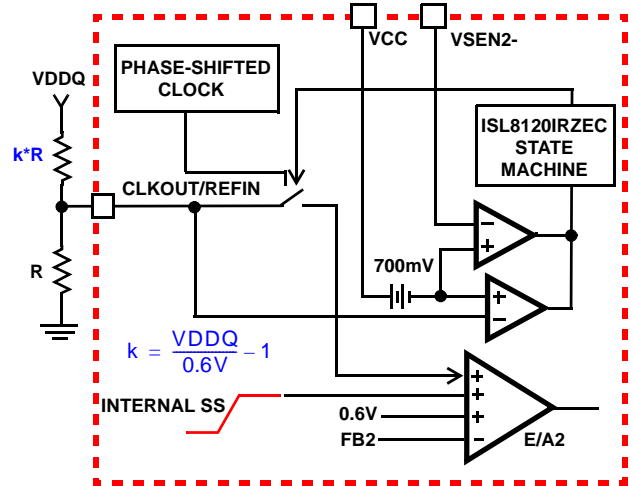 VCC
VSEN2-
PHASE-SHIFTED
CLOCK
VDDQ
ISL8120IRZEC
STATE
MACHINE
k*R
CLKOUT/REFIN
−
+
R
700mV
+
−
k = VDDQ/0.6V − 1
INTERNAL SS
+
+
0.6V
+
FB2
−
E/A2